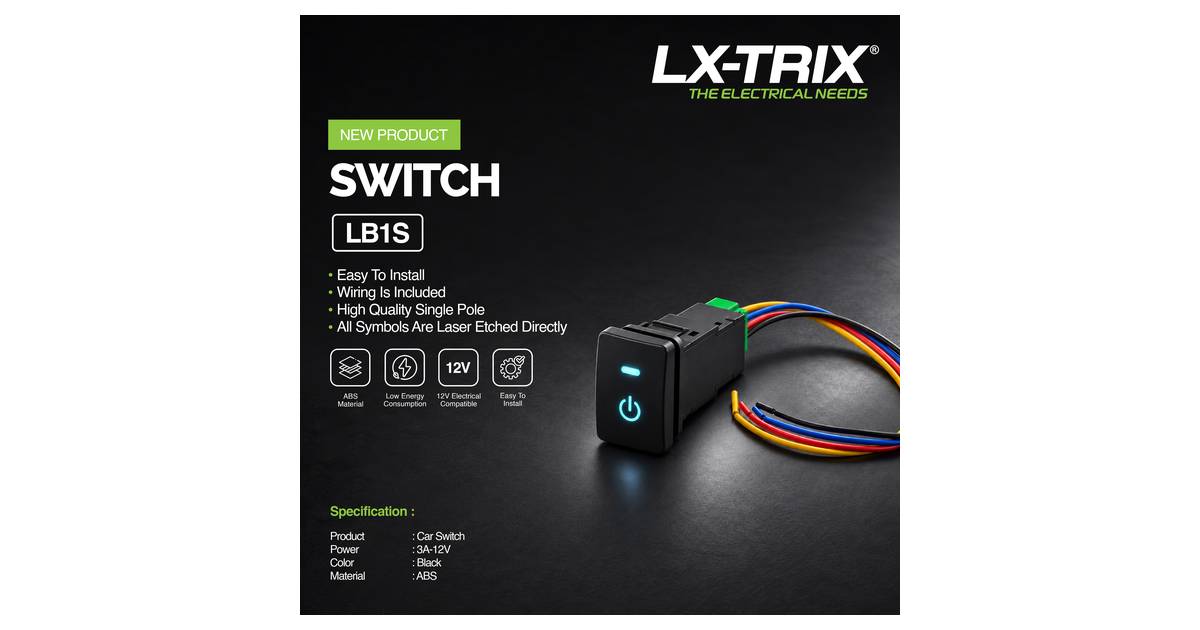 LX-TRIX®
THE ELECTRICAL NEEDS
NEW PRODUCT
SWITCH
LB1S
• Easy To Install
• Wiring Is Included
• High Quality Single Pole
• All Symbols Are Laser Etched Directly
12V
ABS Material
Low Energy Consumption
12V Electrical Compatible
Easy To Install
Specification :
Product : Car Switch
Power : 3A-12V
Color : Black
Material : ABS